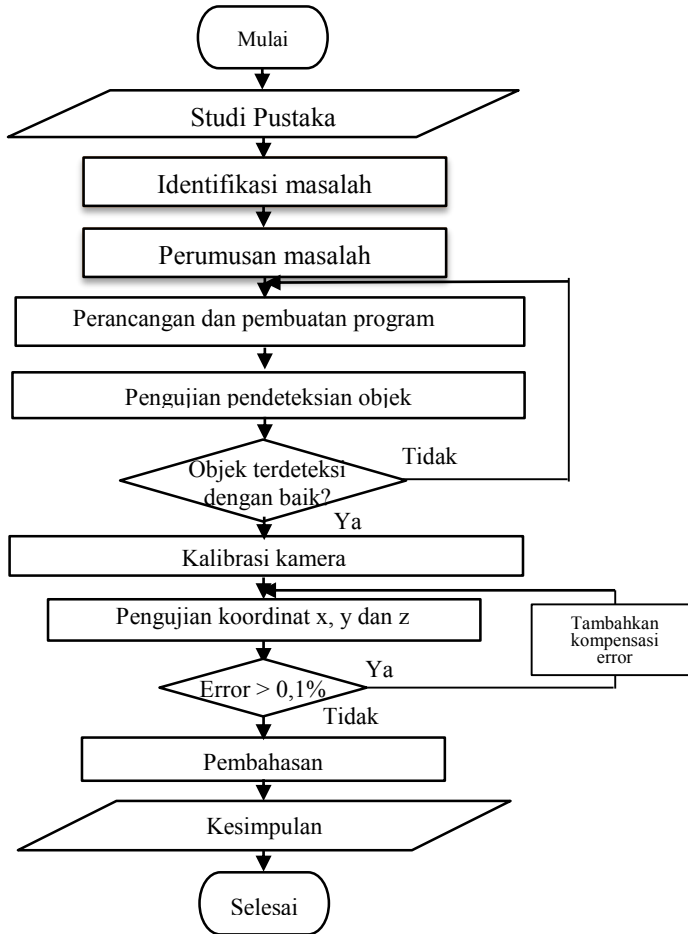 Mulai
Studi Pustaka
Identifikasi masalah
Perumusan masalah
Perancangan dan pembuatan program
Pengujian pendeteksian objek
Tidak
Objek terdeteksi
dengan baik?
Ya
Kalibrasi kamera
Pengujian koordinat x, y dan z
Tambahkan
kompensasi
error
Ya
Error > 0,1%
Tidak
Pembahasan
Kesimpulan
Selesai